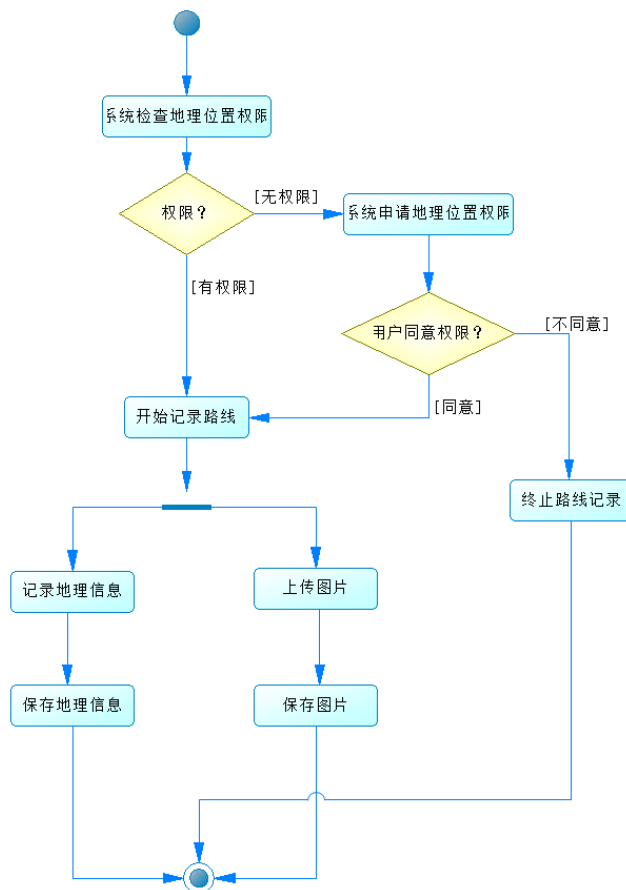 系统检查地理位置权限
[无权限]
权限？
系统申请地理位置权限
[有权限]
用户同意权限？
[不同意]
[同意]
开始记录路线
终止路线记录
记录地理信息
上传图片
保存地理信息
保存图片